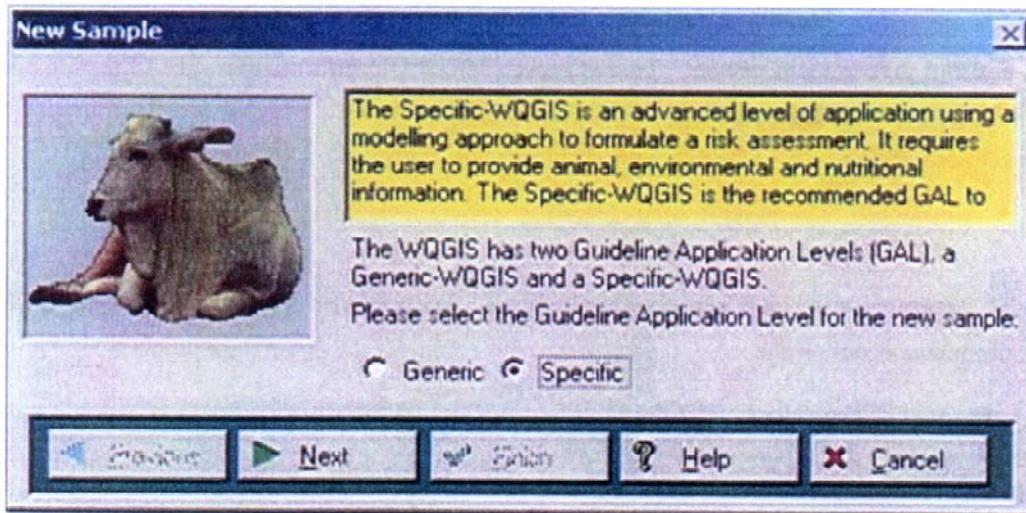 New Sample
The Specific-WQGIS is an advanced level of application using a
modelling approach to formulate a risk assessment. It requires
the user to provide animal, environmental and nutritional
information. The Specific-WQGIS is the recommended GAL to
The WQGIS has two Guideline Application Levels (GAL), a
Generic-WQGIS and a Specific-WQGIS.
Please select the Guideline Application Level for the new sample.
Generic Specific
Previous Next Finish Help Cancel